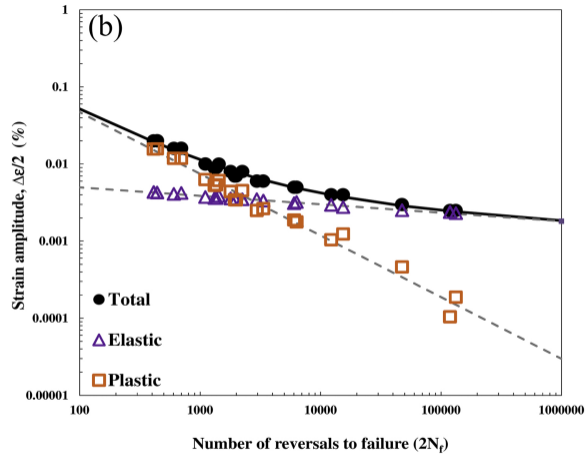 (b)
1
0.1
0.01
0.001
0.0001
0.00001
Strain amplitude, Δε/2 (%)
Total
Elastic
Plastic
100
1000
10000
100000
1000000
Number of reversals to failure (2Nf)